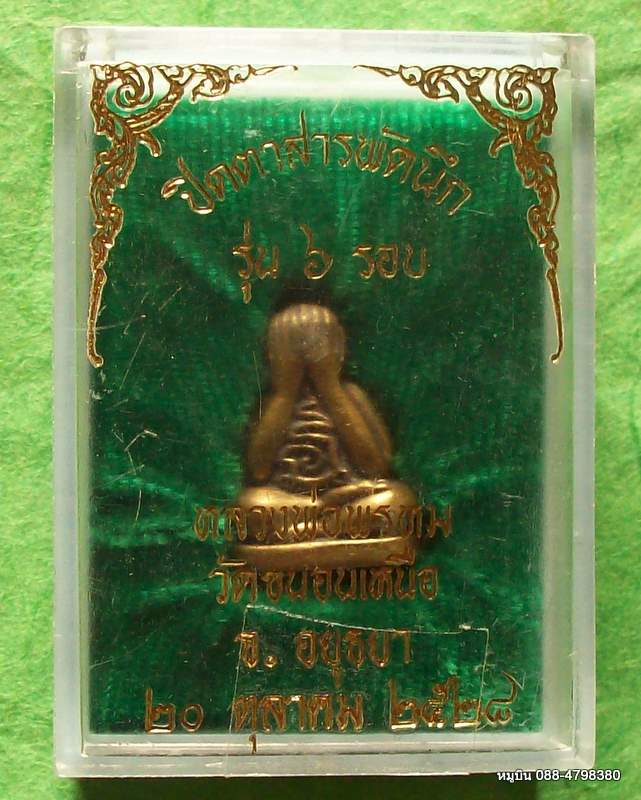 ปิดตาสารพัดนึก
รุ่น ๖ รอบ
หลวงพ่อพรหม
วัดขนอนเหนือ
จ. อยุธยา
๒๐ ตุลาคม ๒๕๒๘
หมูบิน 088-4798380